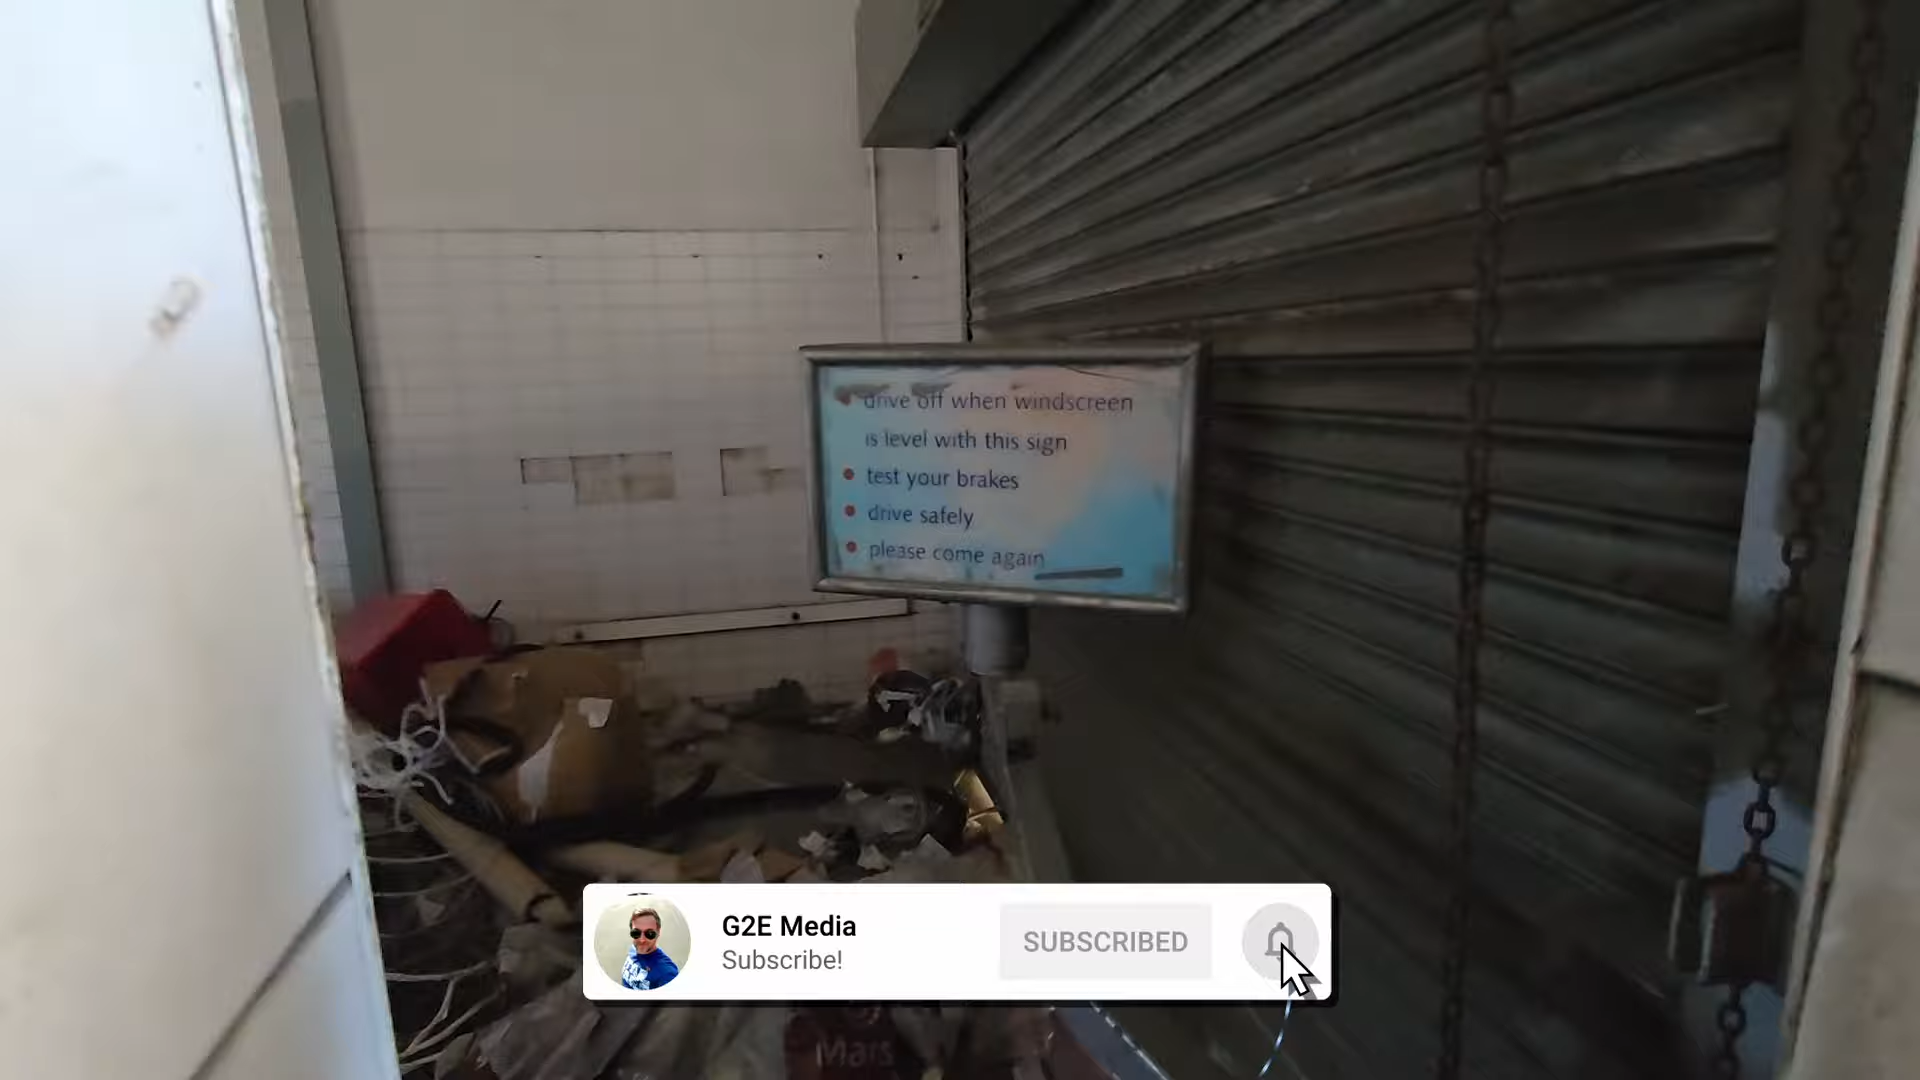 drive off when windscreen
is level with this sign
• test your brakes
• drive safely
• please come again
G2E Media
Subscribe!
SUBSCRIBED
Mars